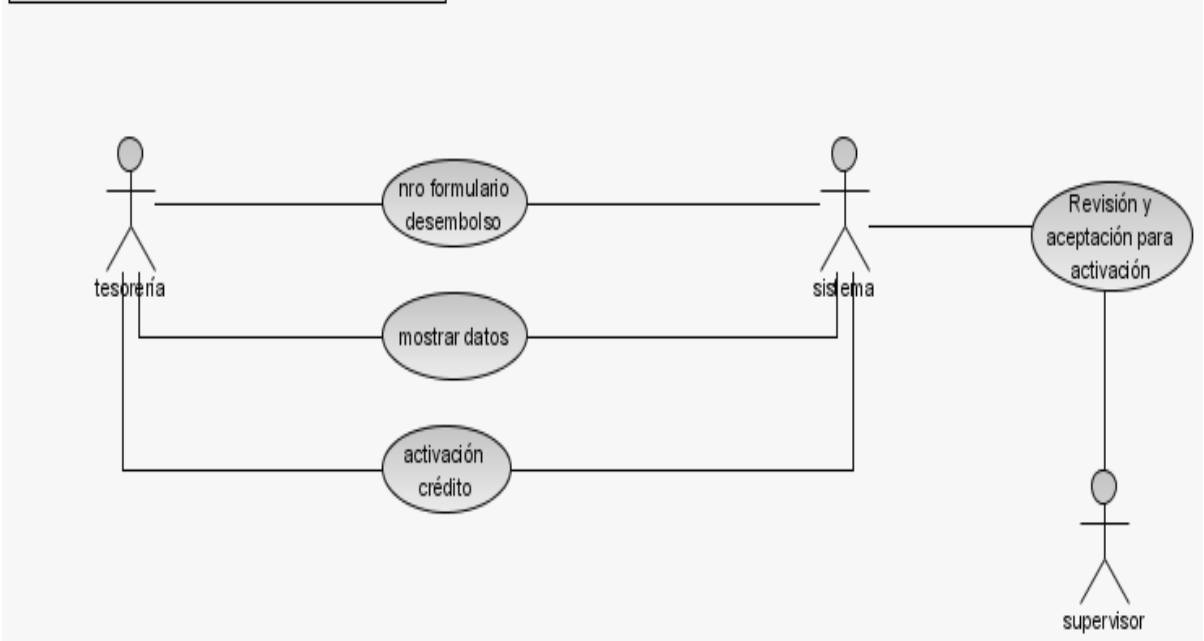 nro formulario
desembolso
tesorería
sistema
Revisión y
aceptación para
activación
mostrar datos
activación
crédito
supervisor